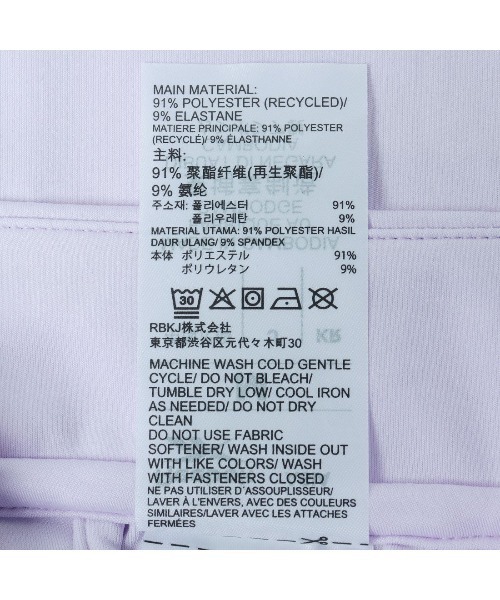 MAIN MATERIAL:
91% POLYESTER (RECYCLED)/
9% ELASTANE
MATIERE PRINCIPALE: 91% POLYESTER
(RECYCLÉ)/ 9% ÉLASTHANNE
主料:
91% 聚酯纤维(再生聚酯)/
9% 氨纶
주소재: 폴리에스터 91%
폴리우레탄 9%
MATERIAL UTAMA: 91% POLYESTER HASIL
DAUR ULANG/ 9% SPANDEX
本体 ポリエステル 91%
ポリウレタン 9%
30
RBKJ株式会社
東京都渋谷区元代々木町30
MACHINE WASH COLD GENTLE
CYCLE/ DO NOT BLEACH/
TUMBLE DRY LOW/ COOL IRON
AS NEEDED/ DO NOT DRY
CLEAN
DO NOT USE FABRIC
SOFTENER/ WASH INSIDE OUT
WITH LIKE COLORS/ WASH
WITH FASTENERS CLOSED
NE PAS UTILISER D'ASSOUPLISSEUR/
LAVER À L'ENVERS, AVEC DES COULEURS
SIMILAIRES/LAVER AVEC LES ATTACHES
FERMÉES